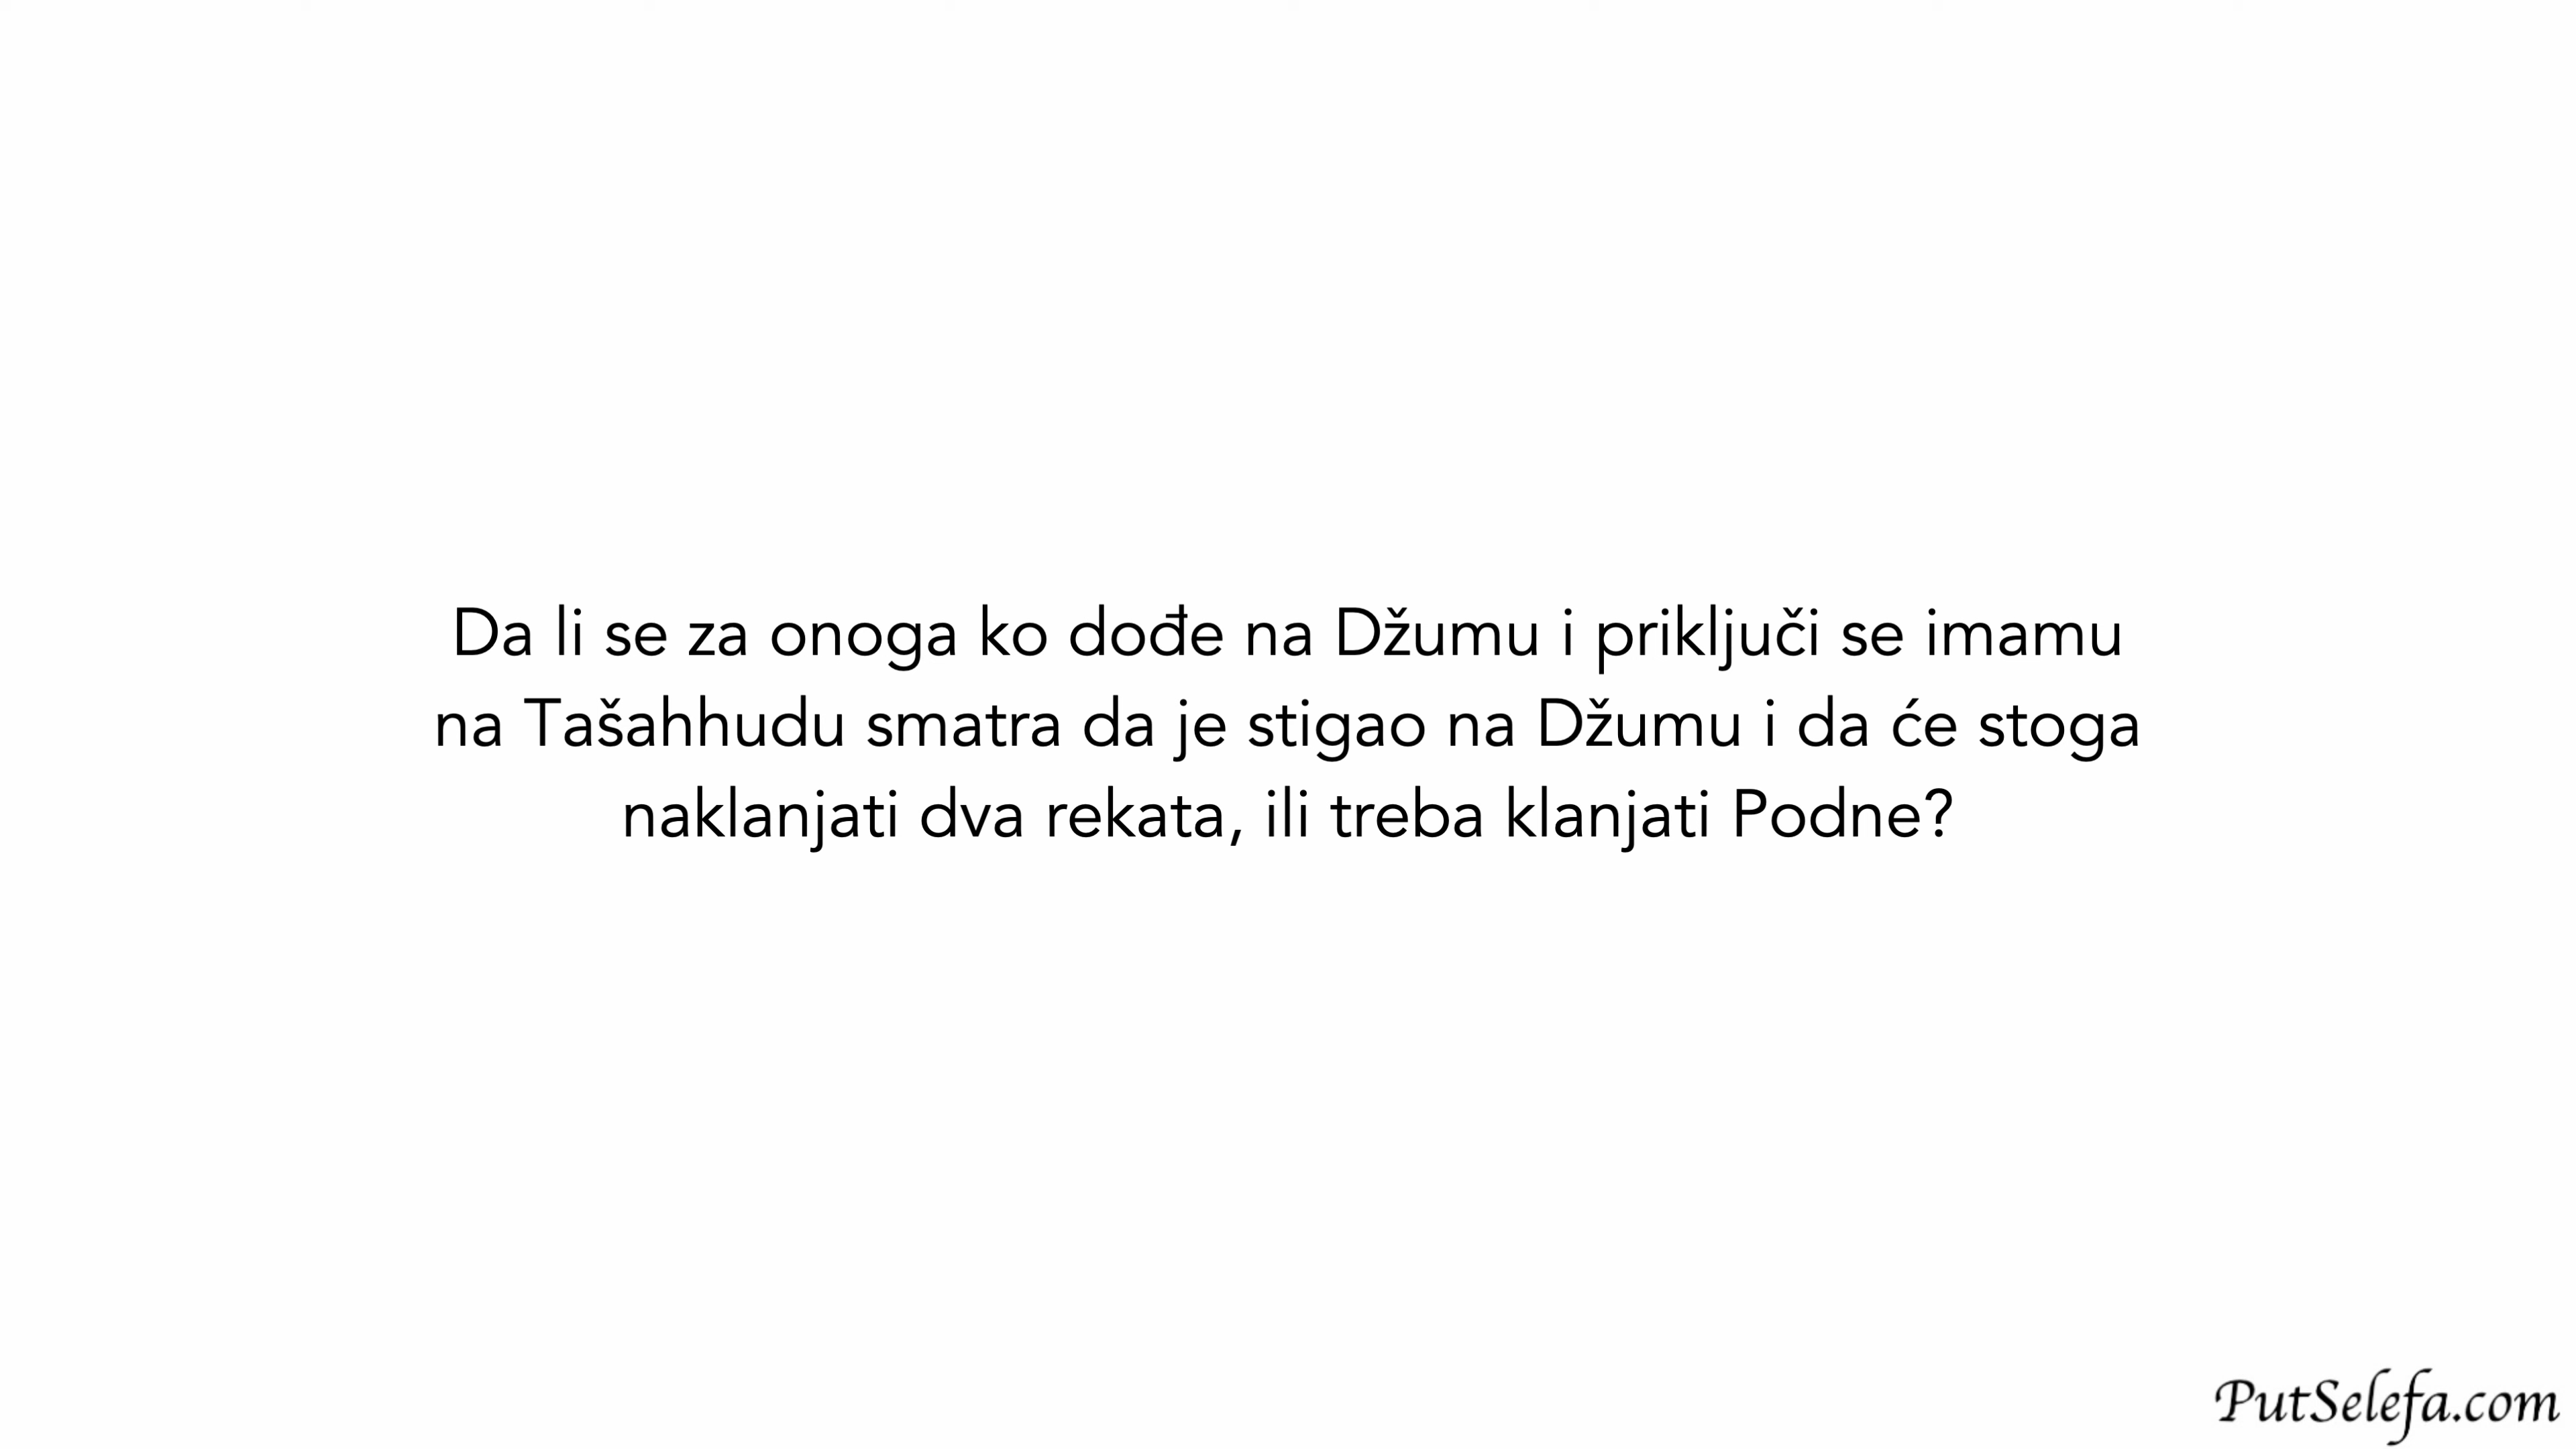 Da li se za onoga ko dođe na Džumu i priključi se imamu
na Tašahhudu smatra da je stigao na Džumu i da će stoga
naklanjati dva rekata, ili treba klanjati Podne?
PutSelefa.com